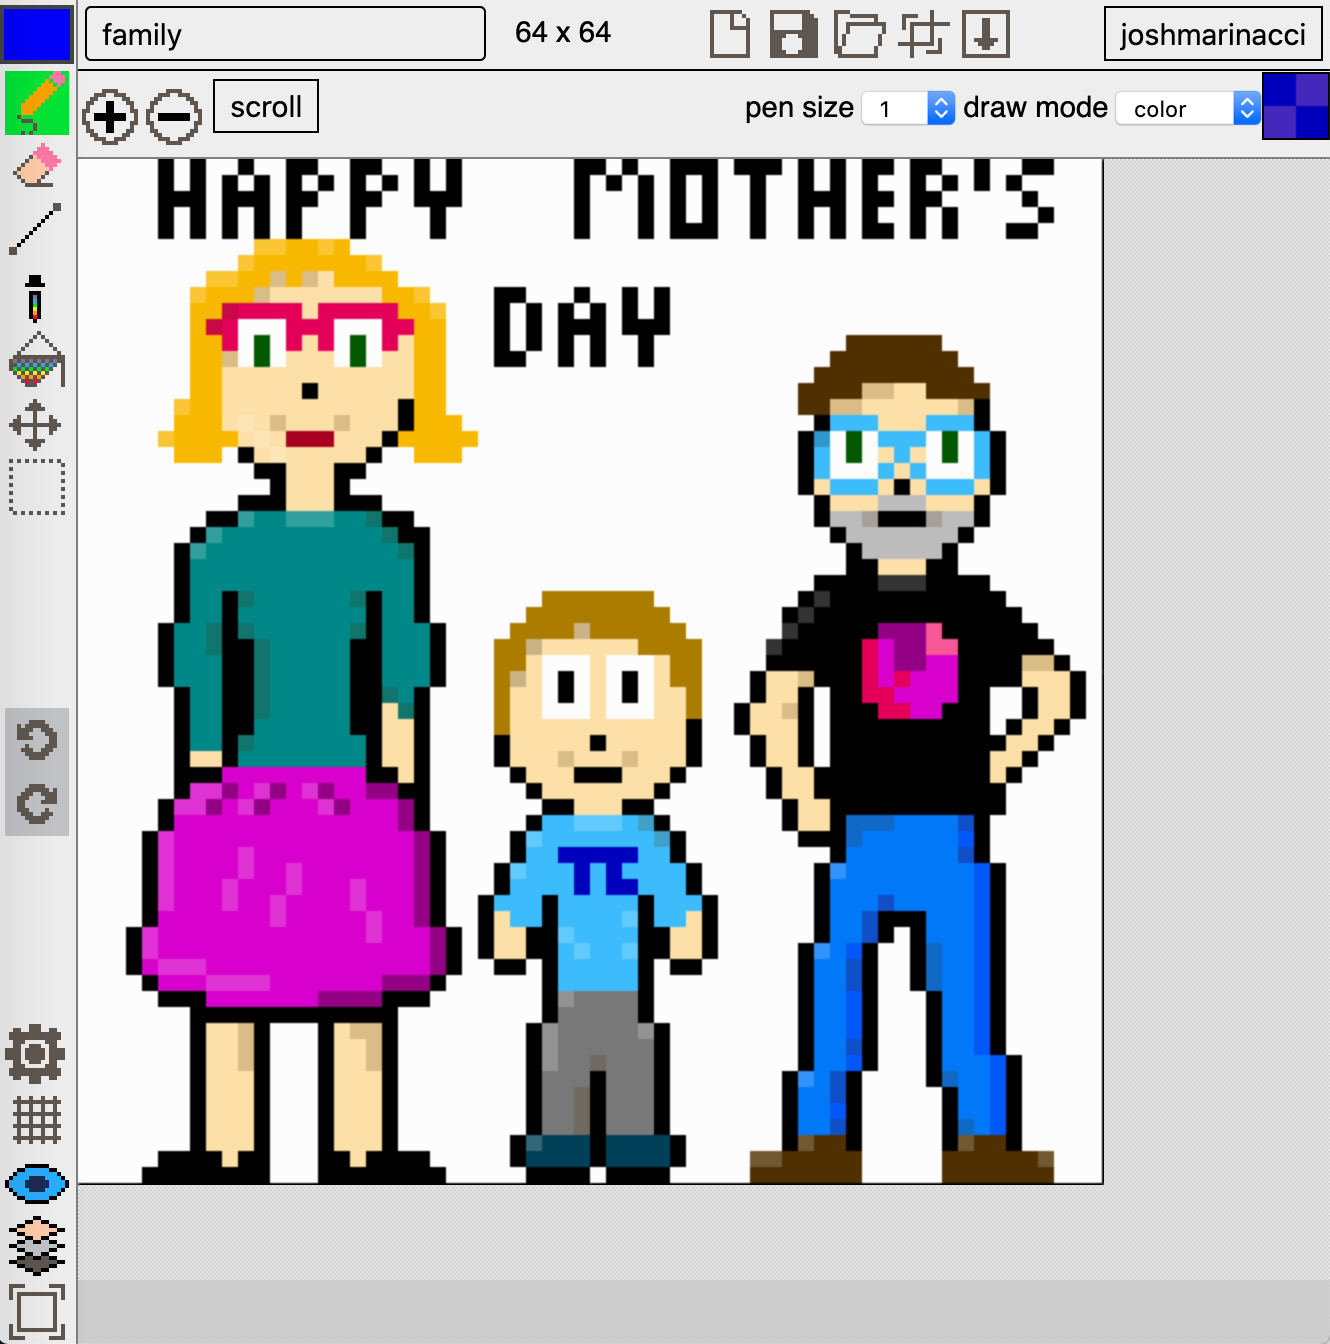 family
64 x 64
joshmarinacci
scroll
pen size 1 draw mode color
HAPPY MOTHER'S
DAY
π